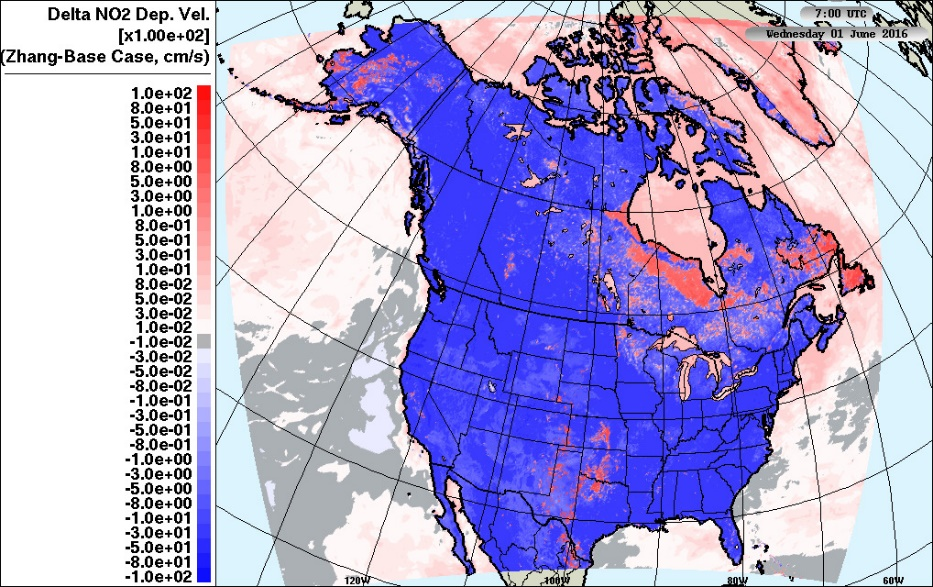 Delta NO2 Dep. Vel.
[x1.00e+02]
(Zhang-Base Case, cm/s)
7:00 UTC
Wednesday 01 June 2016
1.0e+02
8.0e+01
5.0e+01
3.0e+01
1.0e+01
8.0e+00
5.0e+00
3.0e+00
1.0e+00
8.0e-01
5.0e-01
3.0e-01
1.0e-01
8.0e-02
5.0e-02
3.0e-02
1.0e-02
-1.0e-02
-3.0e-02
-5.0e-02
-8.0e-02
-1.0e-01
-3.0e-01
-5.0e-01
-8.0e-01
-1.0e+00
-3.0e+00
-5.0e+00
-8.0e+00
-1.0e+01
-3.0e+01
-5.0e+01
-8.0e+01
-1.0e+02
120W 100W 80W 60W